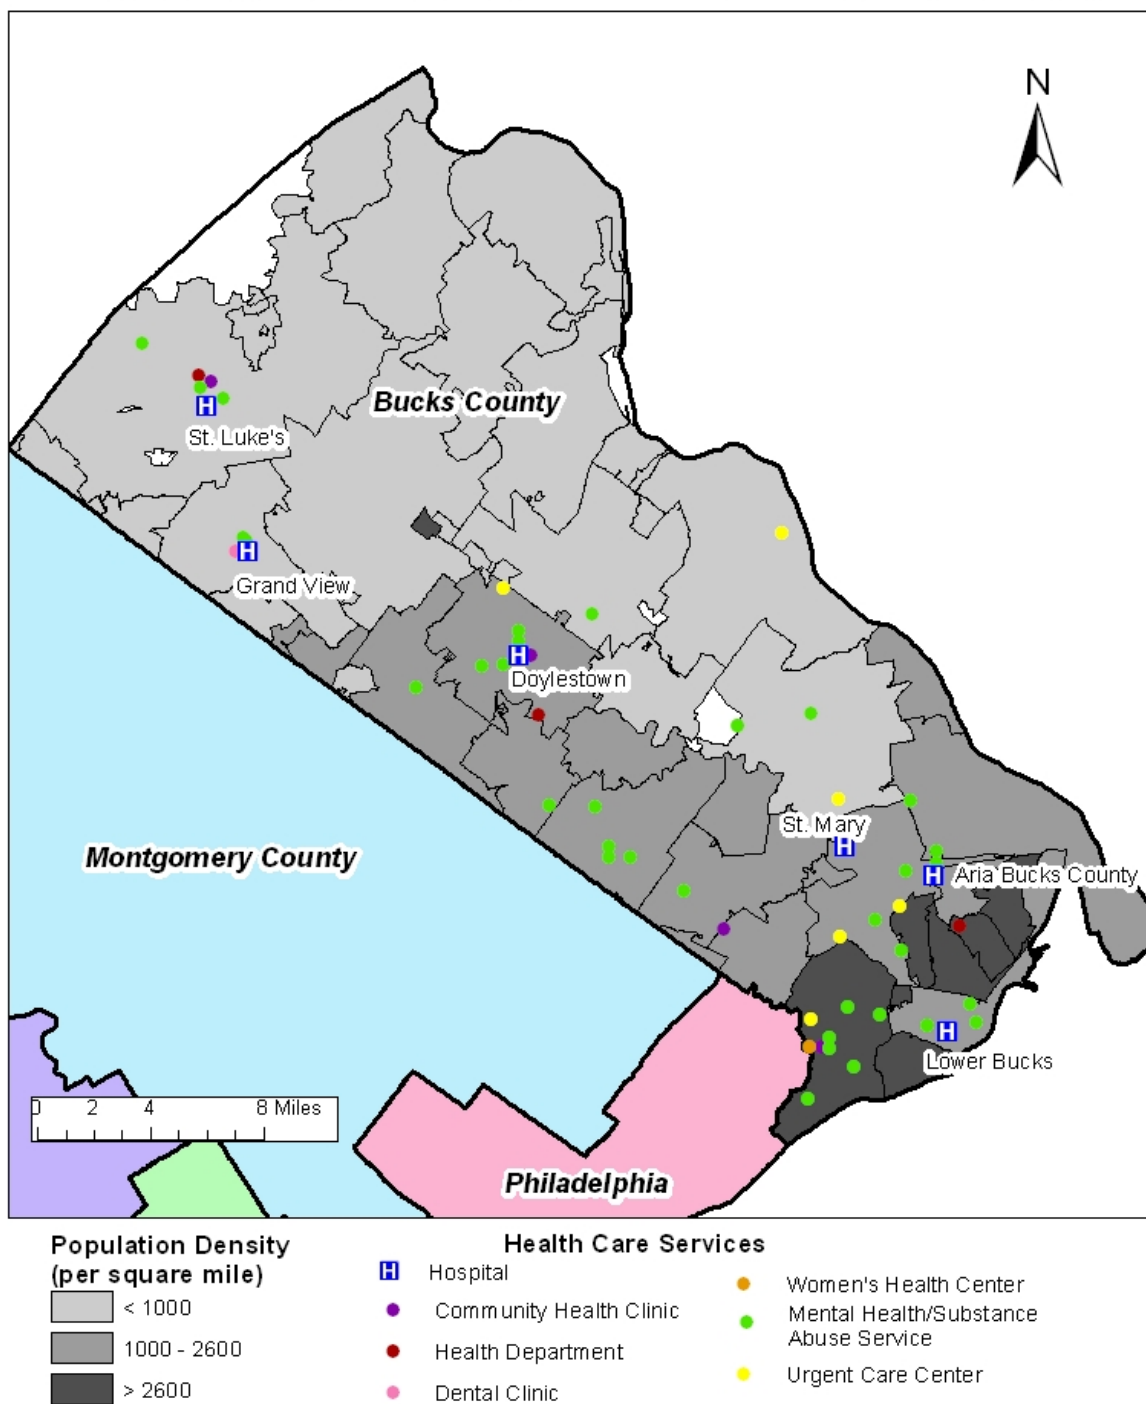 N
Bucks County
St. Luke's
Grand View
Doylestown
St. Mary
Montgomery County
Aria Bucks County
Lower Bucks
0 2 4 8 Miles
Philadelphia
H
H
H
H
H
H
Population Density
(per square mile)
< 1000
1000 - 2600
> 2600
Health Care Services
H Hospital
Community Health Clinic
Health Department
Dental Clinic
Women's Health Center
Mental Health/Substance
Abuse Service
Urgent Care Center